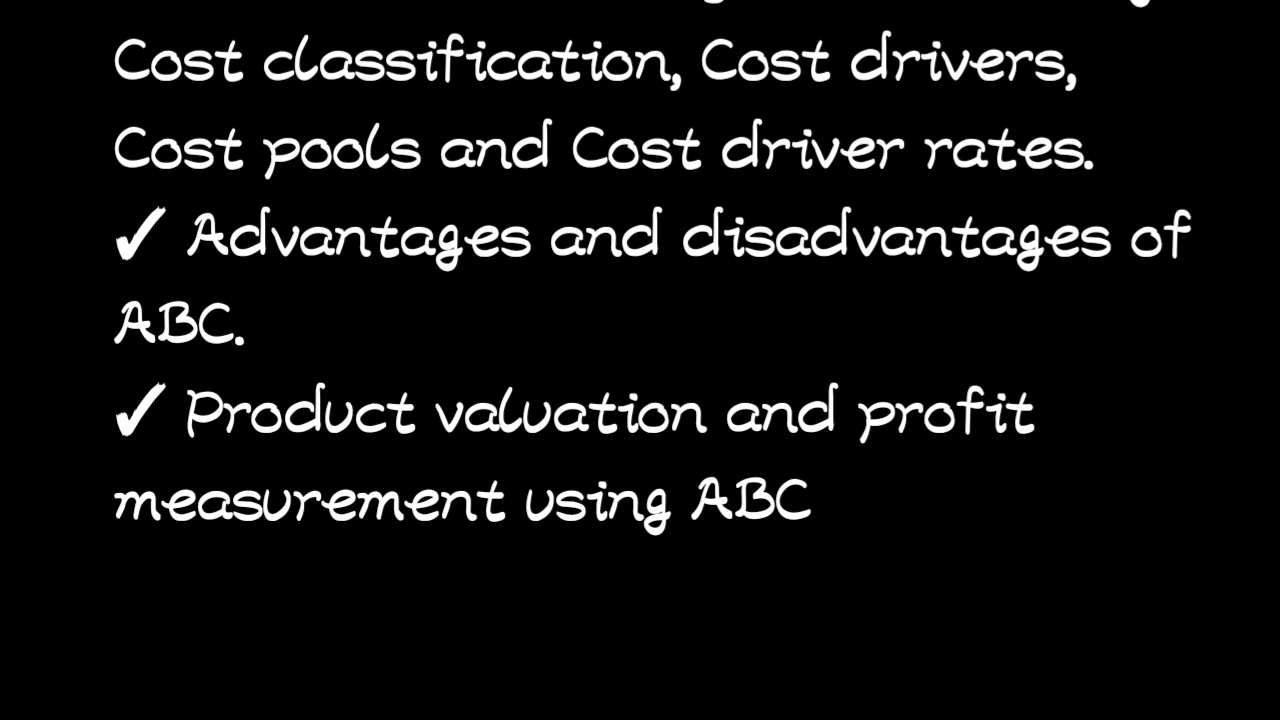 Cost classification, Cost drivers,
Cost pools and Cost driver rates.
✓ Advantages and disadvantages of
ABC.
✓ Product valuation and profit
measurement using ABC